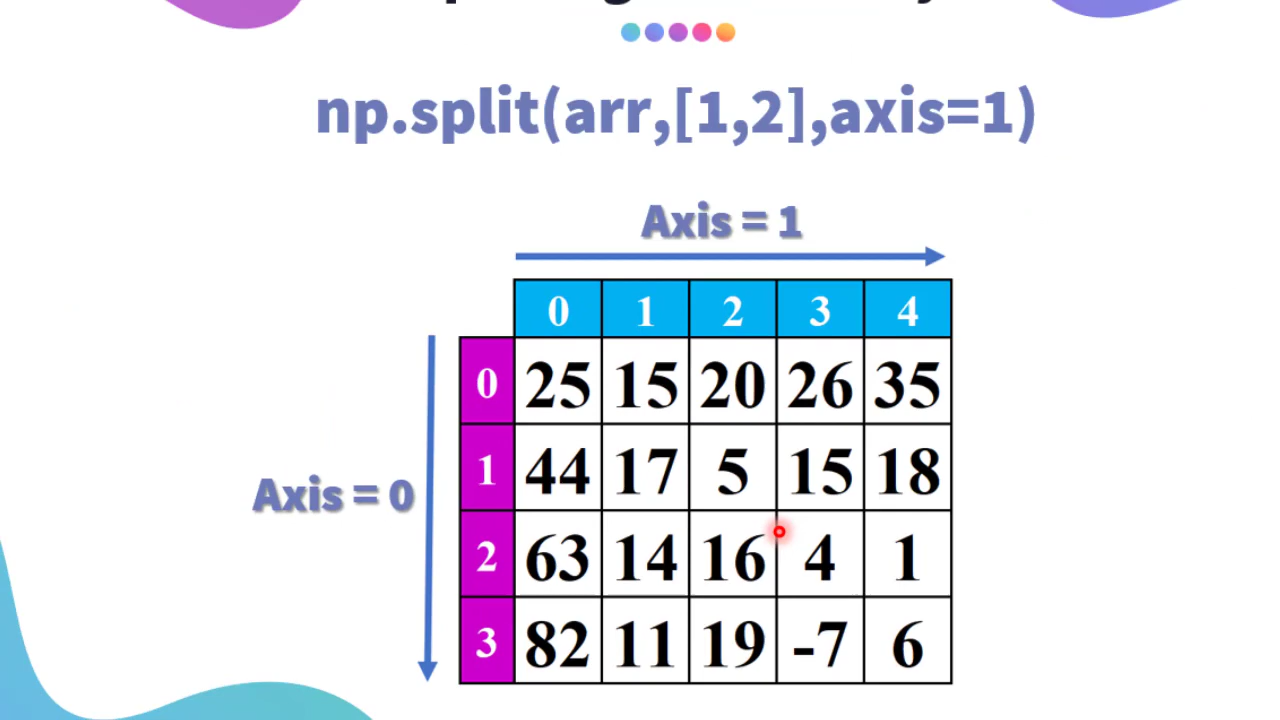 np.split(arr,[1,2],axis=1)
Axis = 1
0 1 2 3 4
0 25 15 20 26 35
1 44 17 5 15 18
Axis = 0
2 63 14 16 4 1
3 82 11 19 -7 6